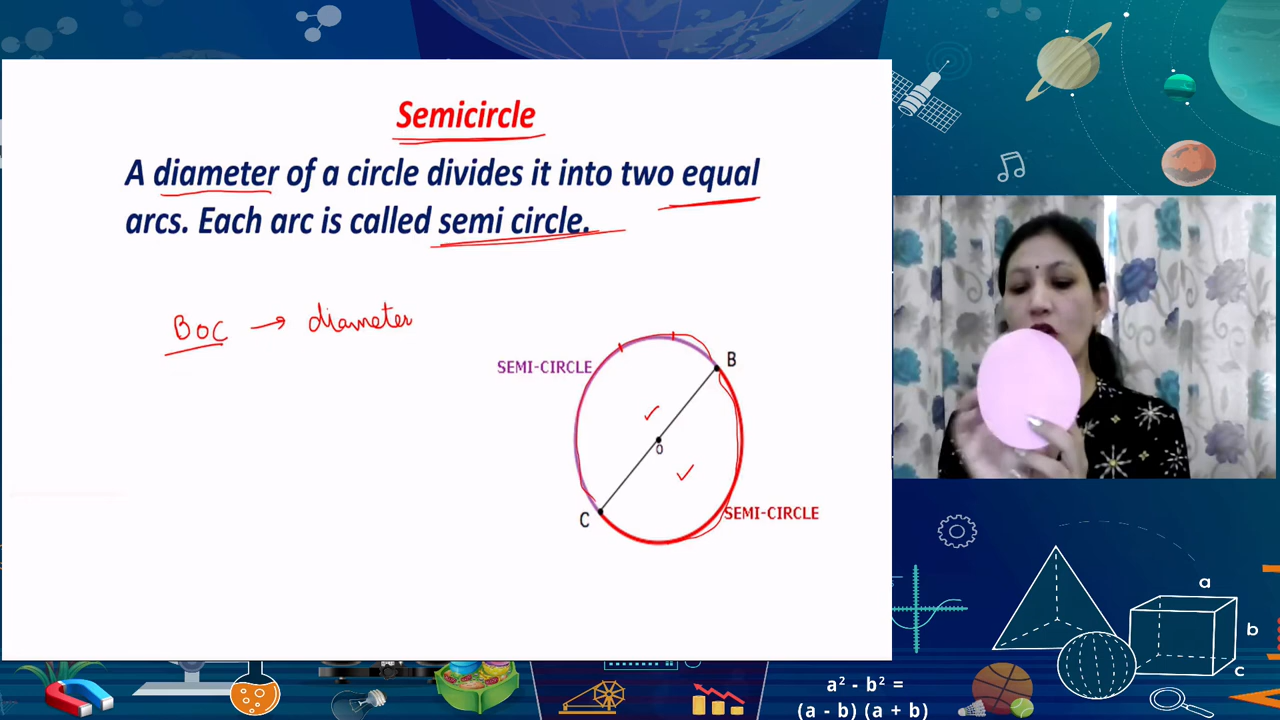 Semicircle
A diameter of a circle divides it into two equal
arcs. Each arc is called semi circle.
BOC → diameter
SEMI-CIRCLE
B
O
C
SEMI-CIRCLE
a
b
c
a² - b² =
(a - b) (a + b)